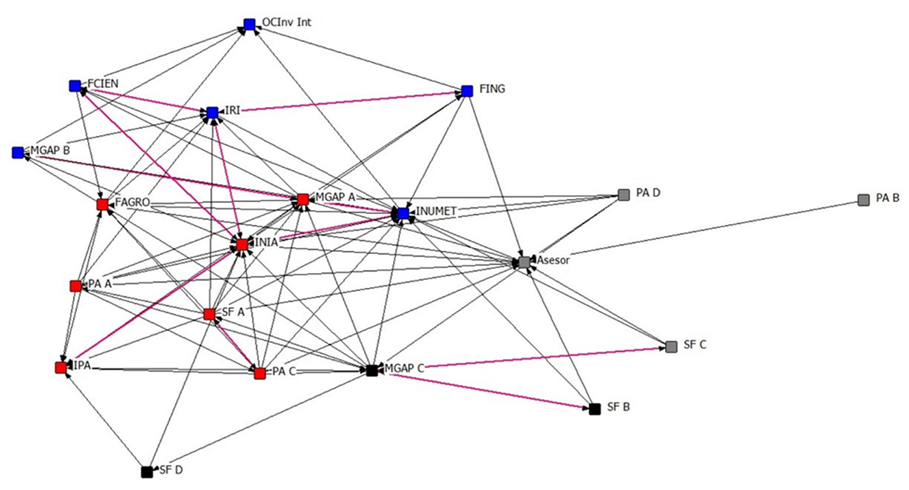 OCInv Int
FCIEN
FING
IRI
MGAP B
PA D
PA B
MGAP A
FAGRO
INUMET
INIA
Asesor
PA A
SF A
SF C
IPA
PA C
MGAP C
SF B
SF D